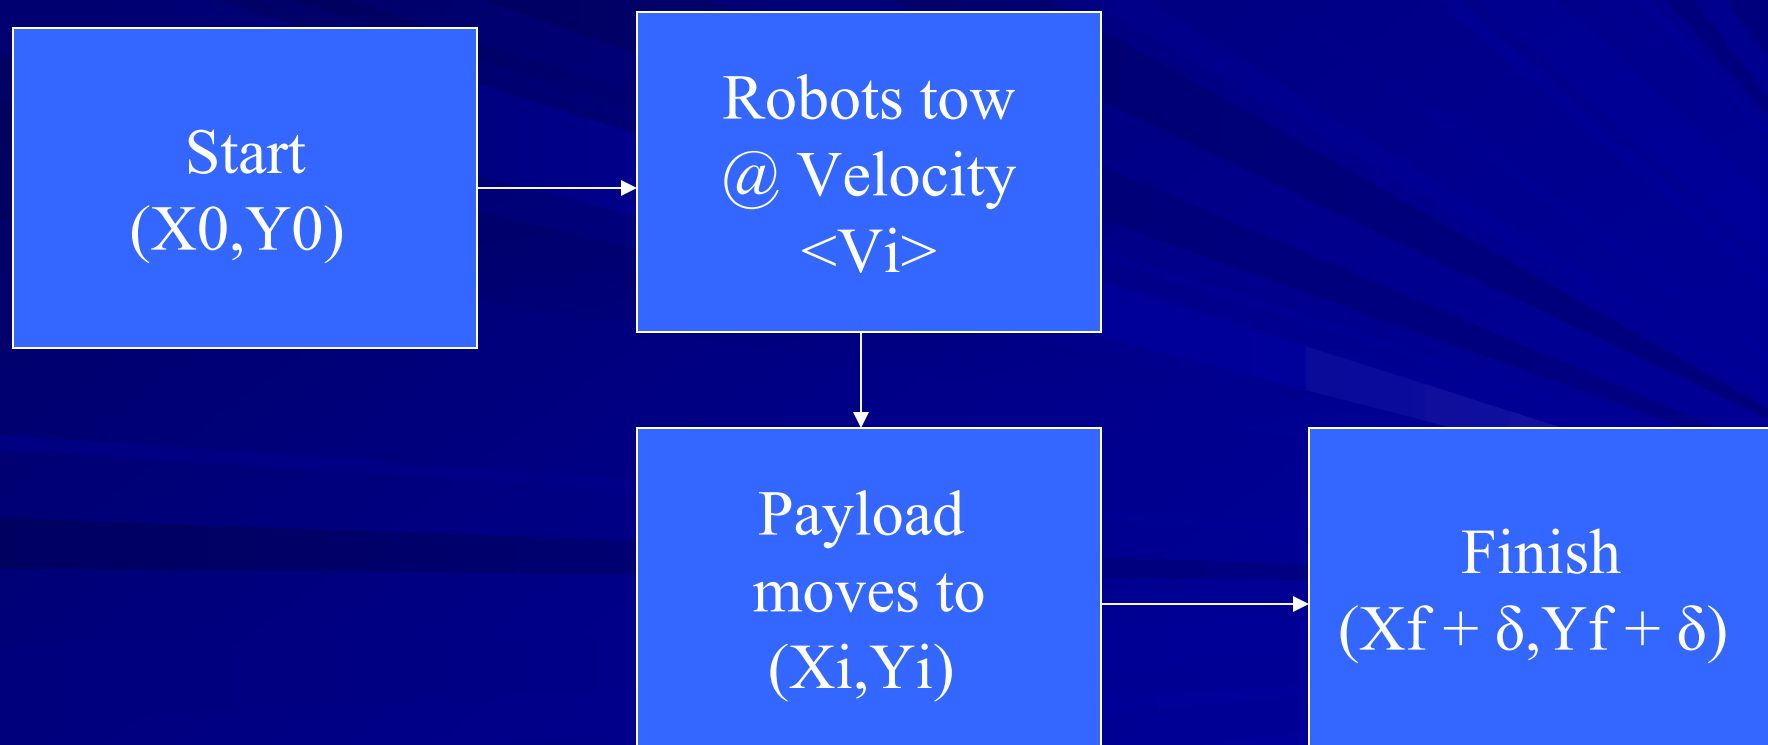 Start
(X0,Y0)
Robots tow
@ Velocity
<Vi>
Payload
moves to
(Xi,Yi)
Finish
(Xf + δ,Yf + δ)